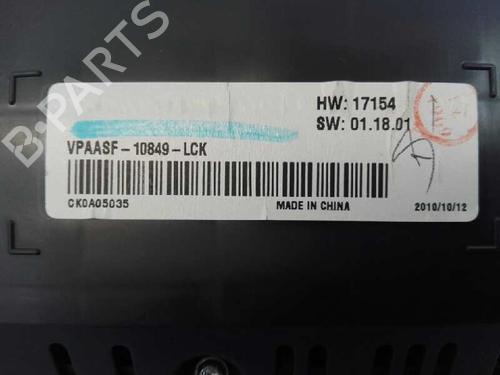 B-PARTS
HW: 17154
SW: 01.18.01
VPAASF-10849-LCK
CK0A05035
MADE IN CHINA
2010/10/12